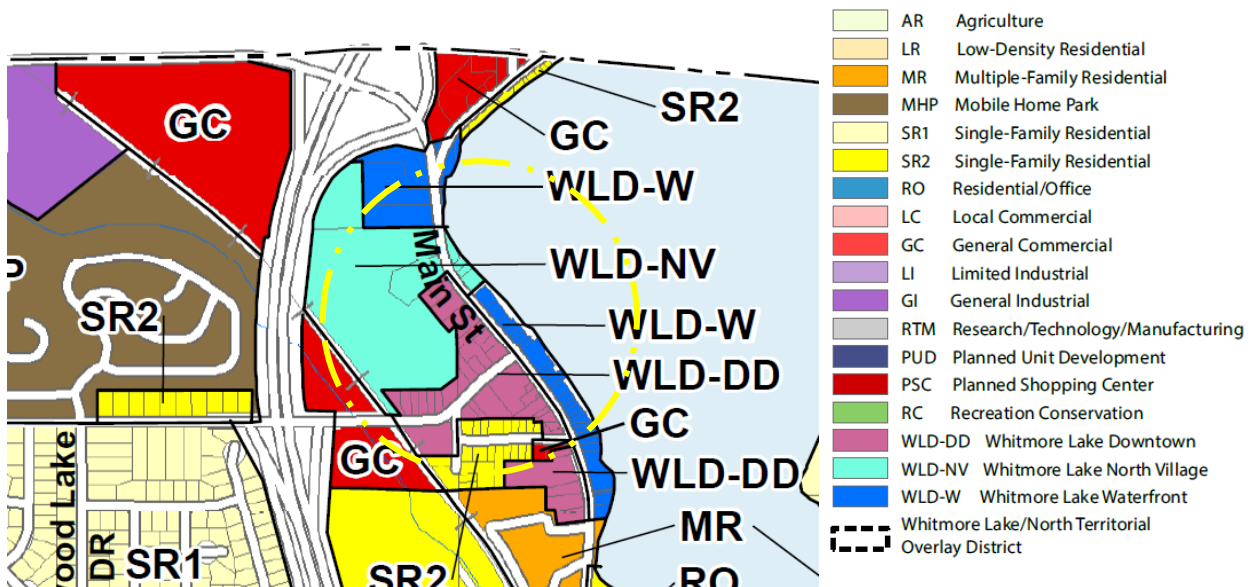 GC
SR2
GC
WLD-W
Main St
WLD-NV
P
SR2
WLD-W
WLD-DD
GC
GC
WLD-DD
MR
wood Lake
DR
SR1
SR2
RO
AR Agriculture
LR Low-Density Residential
MR Multiple-Family Residential
MHP Mobile Home Park
SR1 Single-Family Residential
SR2 Single-Family Residential
RO Residential/Office
LC Local Commercial
GC General Commercial
LI Limited Industrial
GI General Industrial
RTM Research/Technology/Manufacturing
PUD Planned Unit Development
PSC Planned Shopping Center
RC Recreation Conservation
WLD-DD Whitmore Lake Downtown
WLD-NV Whitmore Lake North Village
WLD-W Whitmore Lake Waterfront
Whitmore Lake/North Territorial
Overlay District